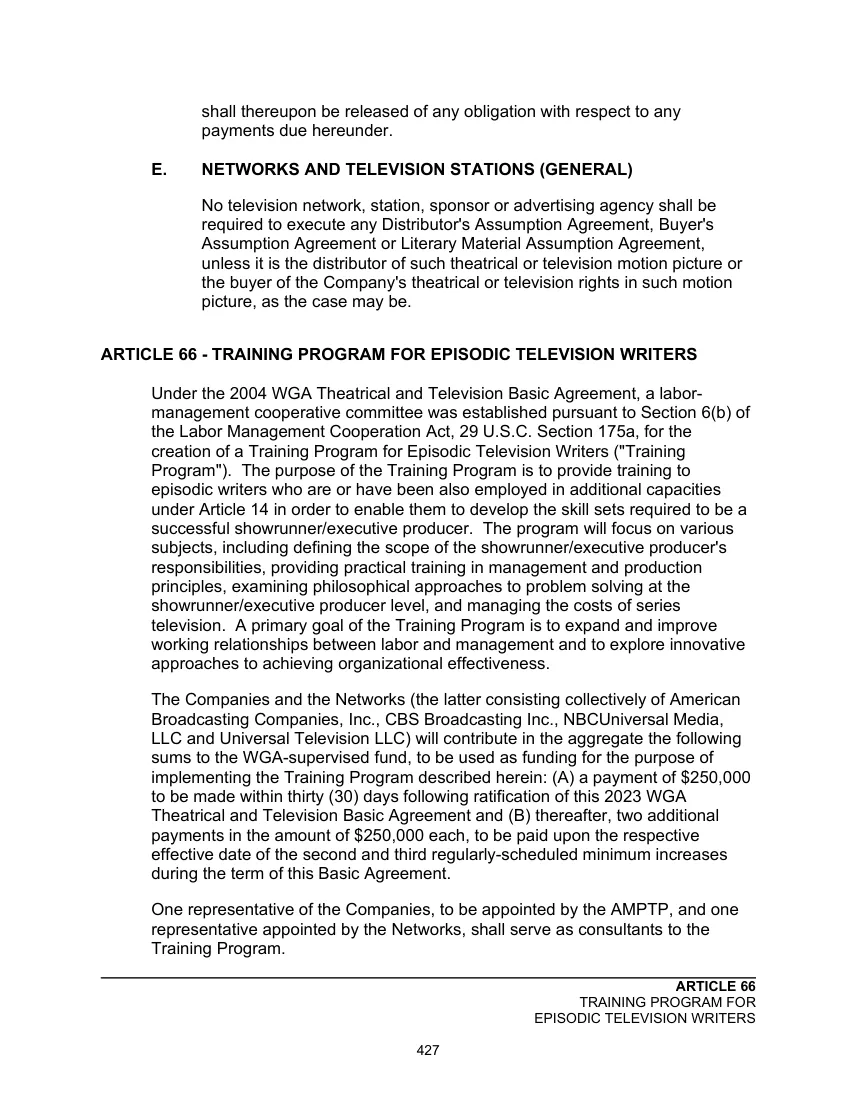 shall thereupon be released of any obligation with respect to any
payments due hereunder.
E. NETWORKS AND TELEVISION STATIONS (GENERAL)
No television network, station, sponsor or advertising agency shall be
required to execute any Distributor's Assumption Agreement, Buyer's
Assumption Agreement or Literary Material Assumption Agreement,
unless it is the distributor of such theatrical or television motion picture or
the buyer of the Company's theatrical or television rights in such motion
picture, as the case may be.
ARTICLE 66 - TRAINING PROGRAM FOR EPISODIC TELEVISION WRITERS
Under the 2004 WGA Theatrical and Television Basic Agreement, a labor-
management cooperative committee was established pursuant to Section 6(b) of
the Labor Management Cooperation Act, 29 U.S.C. Section 175a, for the
creation of a Training Program for Episodic Television Writers ("Training
Program").  The purpose of the Training Program is to provide training to
episodic writers who are or have been also employed in additional capacities
under Article 14 in order to enable them to develop the skill sets required to be a
successful showrunner/executive producer.  The program will focus on various
subjects, including defining the scope of the showrunner/executive producer's
responsibilities, providing practical training in management and production
principles, examining philosophical approaches to problem solving at the
showrunner/executive producer level, and managing the costs of series
television.  A primary goal of the Training Program is to expand and improve
working relationships between labor and management and to explore innovative
approaches to achieving organizational effectiveness.
The Companies and the Networks (the latter consisting collectively of American
Broadcasting Companies, Inc., CBS Broadcasting Inc., NBCUniversal Media,
LLC and Universal Television LLC) will contribute in the aggregate the following
sums to the WGA-supervised fund, to be used as funding for the purpose of
implementing the Training Program described herein: (A) a payment of $250,000
to be made within thirty (30) days following ratification of this 2023 WGA
Theatrical and Television Basic Agreement and (B) thereafter, two additional
payments in the amount of $250,000 each, to be paid upon the respective
effective date of the second and third regularly-scheduled minimum increases
during the term of this Basic Agreement.
One representative of the Companies, to be appointed by the AMPTP, and one
representative appointed by the Networks, shall serve as consultants to the
Training Program.
ARTICLE 66
TRAINING PROGRAM FOR
EPISODIC TELEVISION WRITERS
427